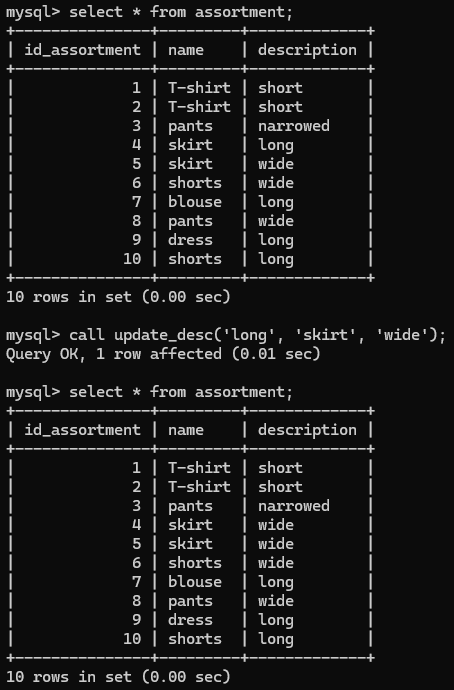 mysql> select * from assortment;
+---------------+---------+-------------+
| id_assortment | name    | description |
+---------------+---------+-------------+
|             1 | T-shirt | short       |
|             2 | T-shirt | short       |
|             3 | pants   | narrowed    |
|             4 | skirt   | long        |
|             5 | skirt   | wide        |
|             6 | shorts  | wide        |
|             7 | blouse  | long        |
|             8 | pants   | wide        |
|             9 | dress   | long        |
|            10 | shorts  | long        |
+---------------+---------+-------------+
10 rows in set (0.00 sec)
mysql> call update_desc('long', 'skirt', 'wide');
Query OK, 1 row affected (0.01 sec)
mysql> select * from assortment;
+---------------+---------+-------------+
| id_assortment | name    | description |
+---------------+---------+-------------+
|             1 | T-shirt | short       |
|             2 | T-shirt | short       |
|             3 | pants   | narrowed    |
|             4 | skirt   | wide        |
|             5 | skirt   | wide        |
|             6 | shorts  | wide        |
|             7 | blouse  | long        |
|             8 | pants   | wide        |
|             9 | dress   | long        |
|            10 | shorts  | long        |
+---------------+---------+-------------+
10 rows in set (0.00 sec)